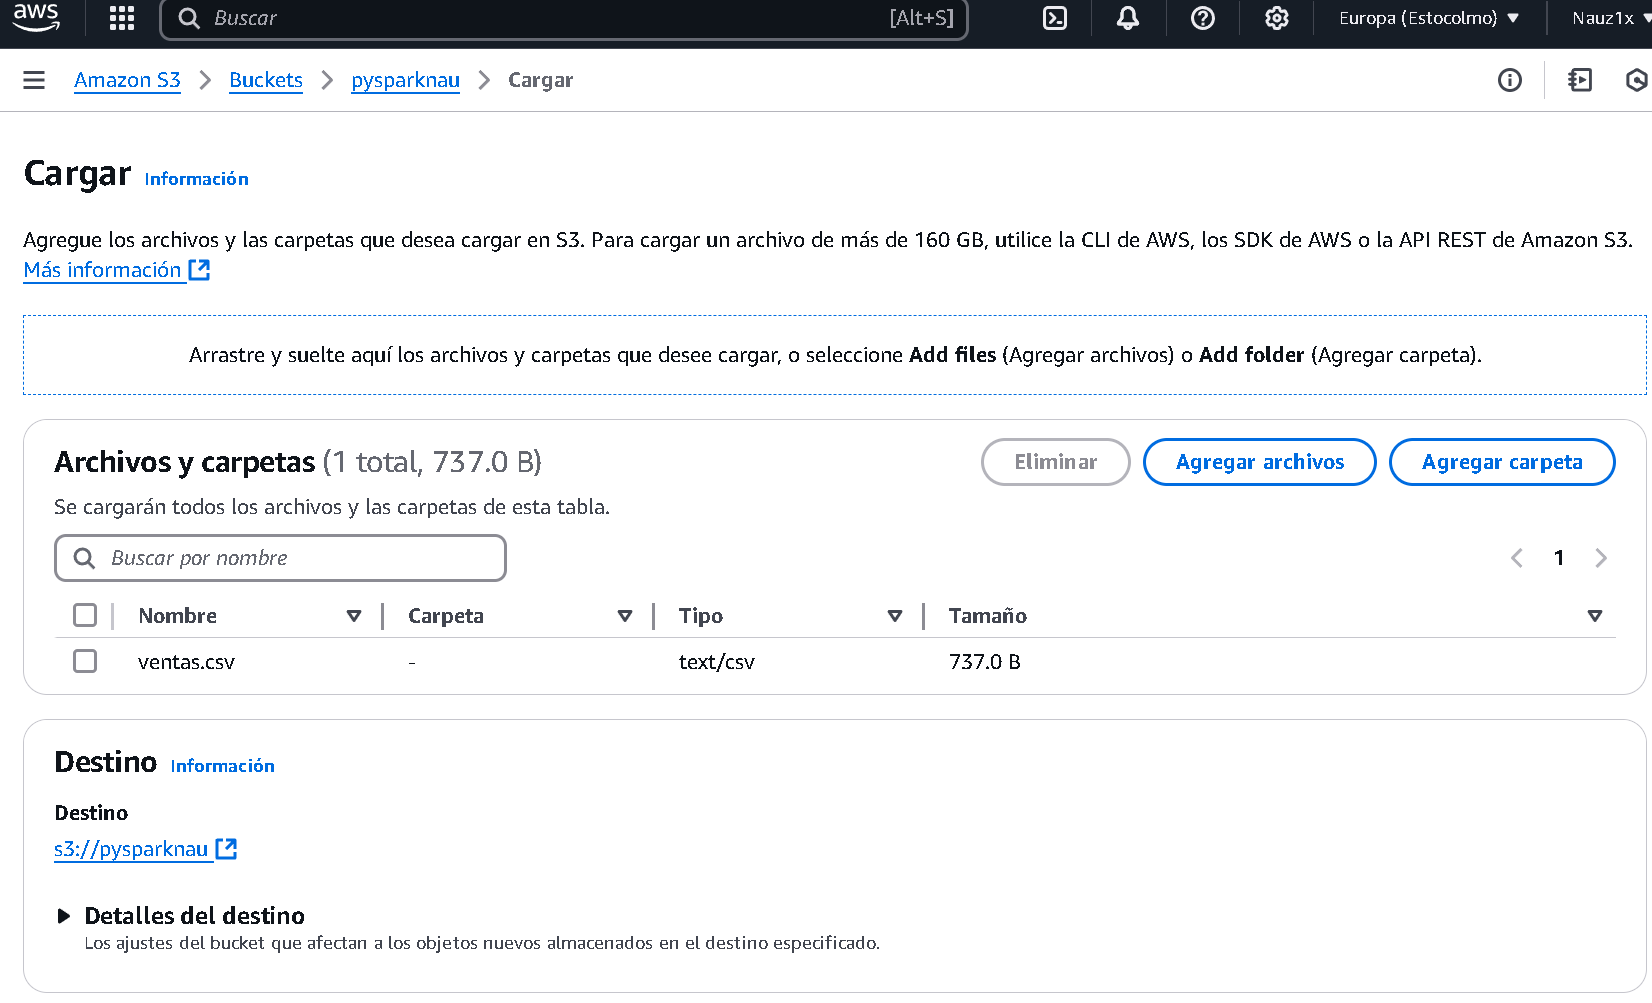 aws
Buscar [Alt+S] Europa (Estocolmo) Nauz1x
Amazon S3 Buckets pysparknau Cargar
Cargar Información
Agregue los archivos y las carpetas que desea cargar en S3. Para cargar un archivo de más de 160 GB, utilice la CLI de AWS, los SDK de AWS o la API REST de Amazon S3.
Más información
Arrastre y suelte aquí los archivos y carpetas que desee cargar, o seleccione Add files (Agregar archivos) o Add folder (Agregar carpeta).
Archivos y carpetas (1 total, 737.0 B) Eliminar Agregar archivos Agregar carpeta
Se cargarán todos los archivos y las carpetas de esta tabla.
Buscar por nombre 1
Nombre Carpeta Tipo Tamaño
ventas.csv - text/csv 737.0 B
Destino Información
Destino
s3://pysparknau
Detalles del destino
Los ajustes del bucket que afectan a los objetos nuevos almacenados en el destino especificado.